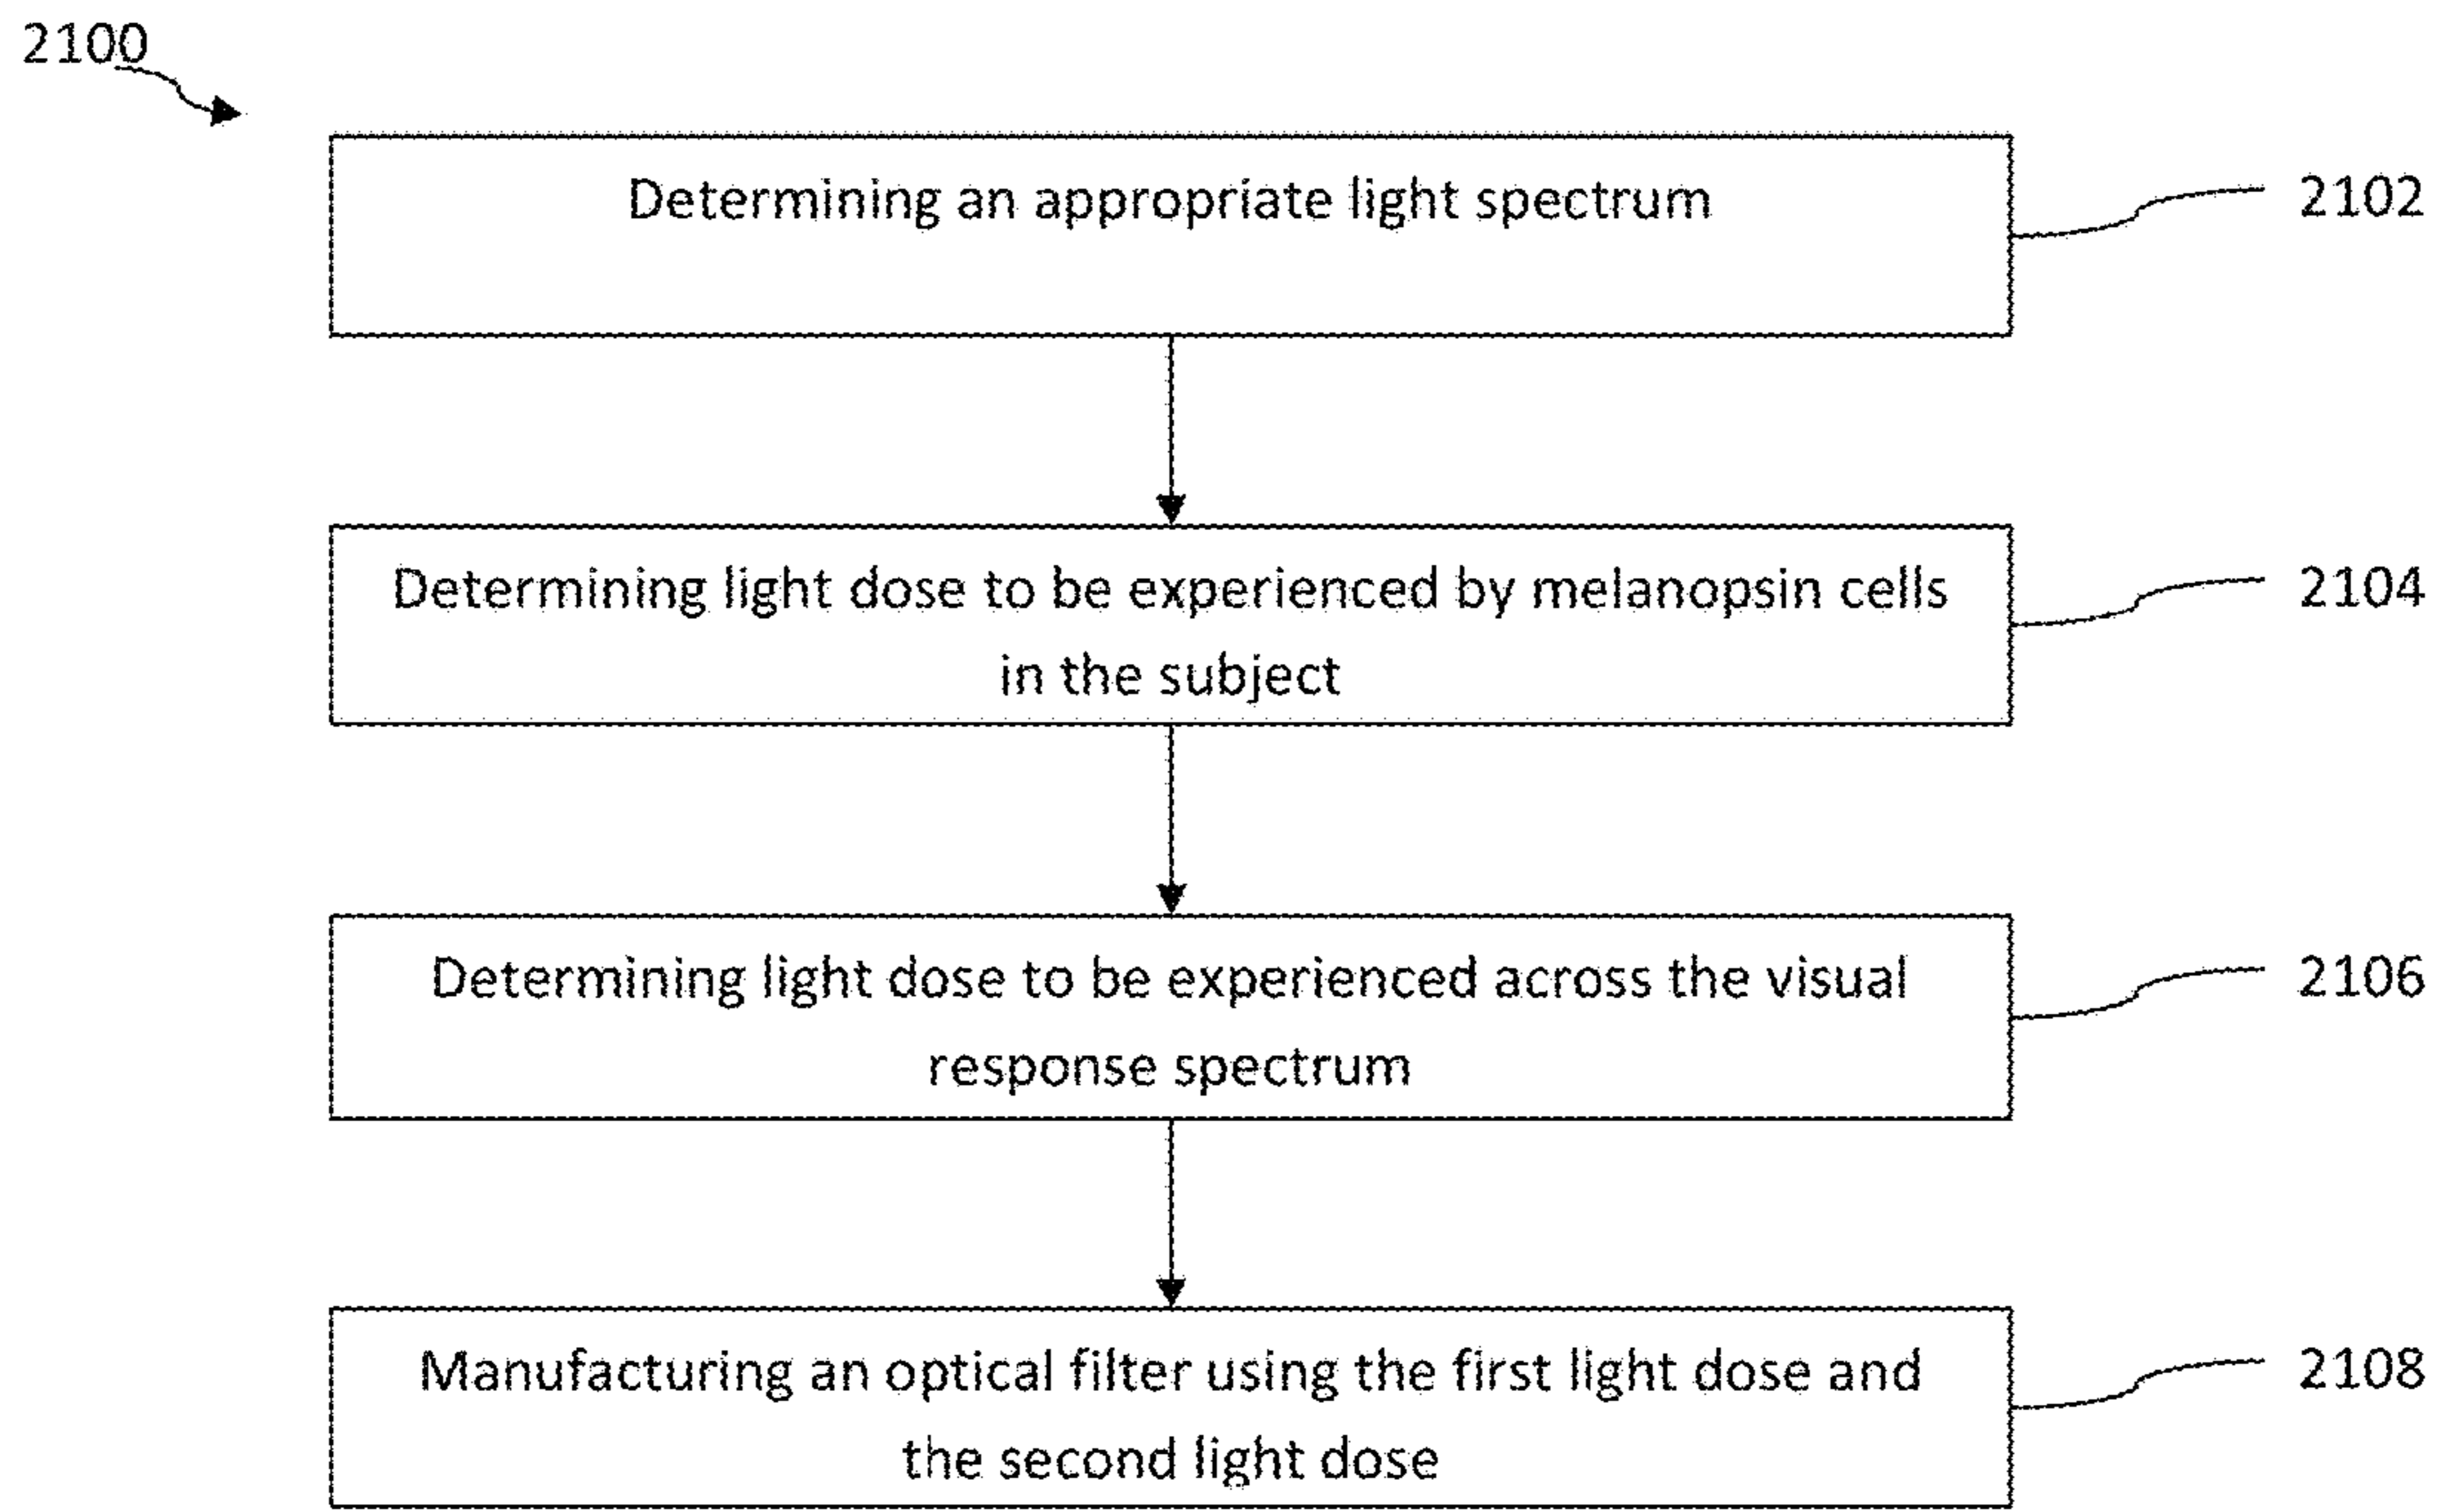 2100
Determining an appropriate light spectrum
2102
Determining light dose to be experienced by melanopsin cells
in the subject
2104
Determining light dose to be experienced across the visual
response spectrum
2106
Manufacturing an optical filter using the first light dose and
the second light dose
2108